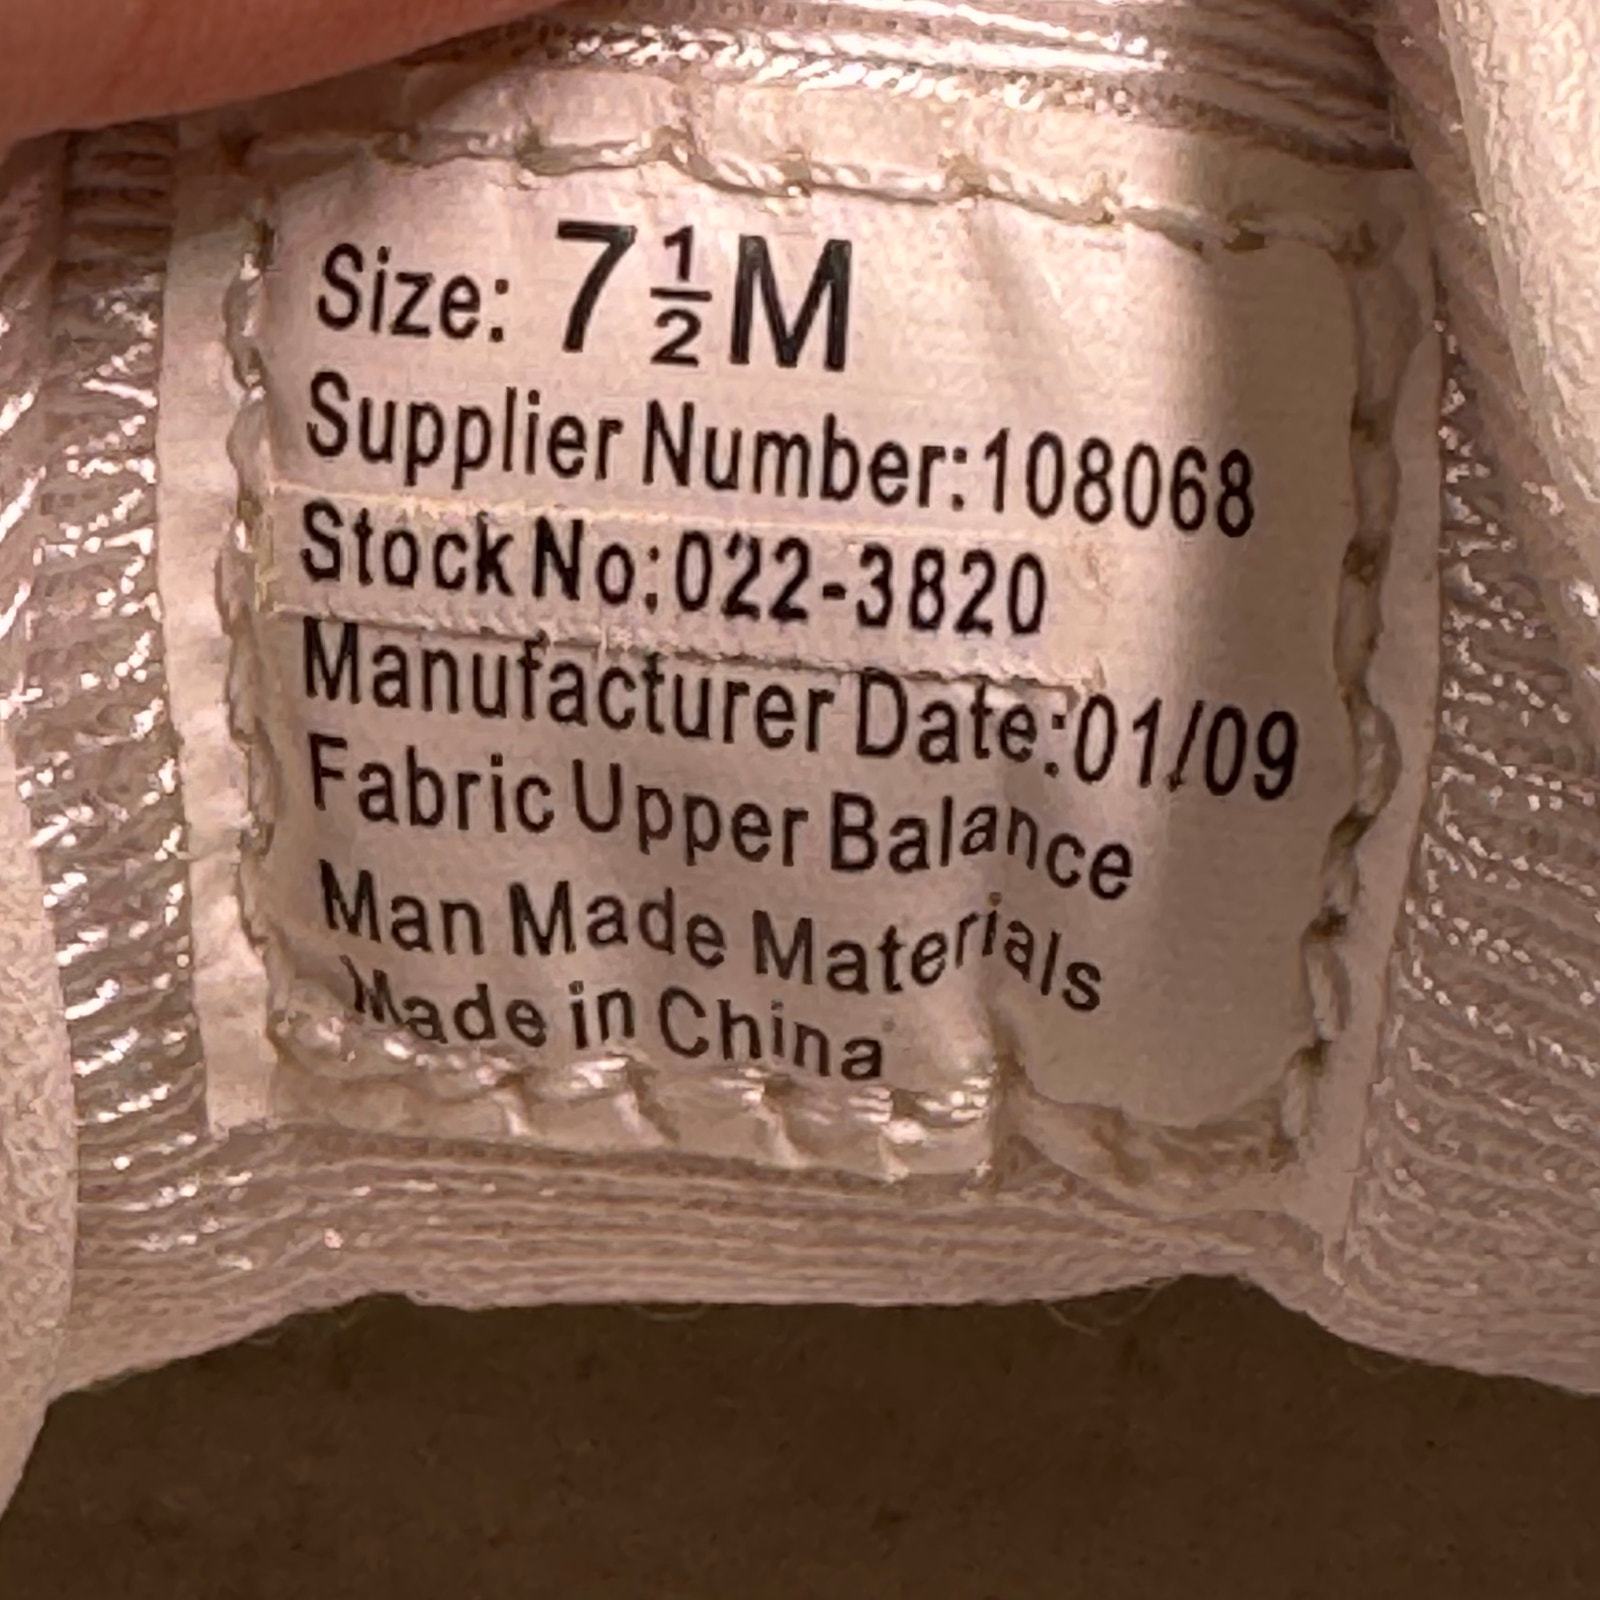 Size: 7½M
Supplier Number:108068
Stock No:022-3820
Manufacturer Date:01/09
Fabric Upper Balance
Man Made Materials
Made in China